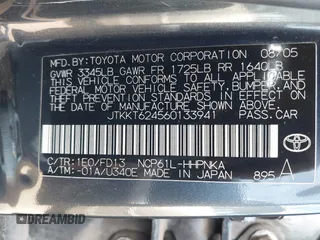 MFD.BY: TOYOTA MOTOR CORPORATION 08/05
GVWR 3345LB GAWR FR 1725LB RR 1640LB
THIS VEHICLE CONFORMS TO ALL APPLICABLE
FEDERAL MOTOR VEHICLE SAFETY, BUMPER, AND
THEFT PREVENTION STANDARDS IN EFFECT ON
THE DATE OF MANUFACTURE SHOWN ABOVE.
JTKKT624560133941 PASS.CAR
C/TR: 1E0/FD13 NCP61L-HHPNKA
A/TM: -01A/U340E MADE IN JAPAN 895 A
TOYOTA
DREAMBID